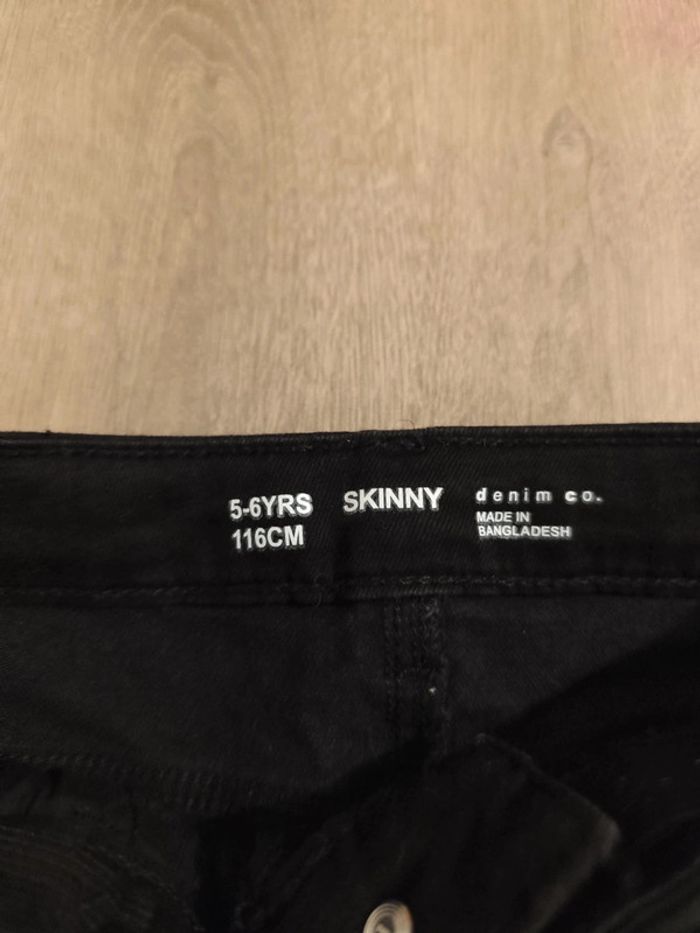 5-6YRS
116CM
SKINNY
denim co.
MADE IN
BANGLADESH